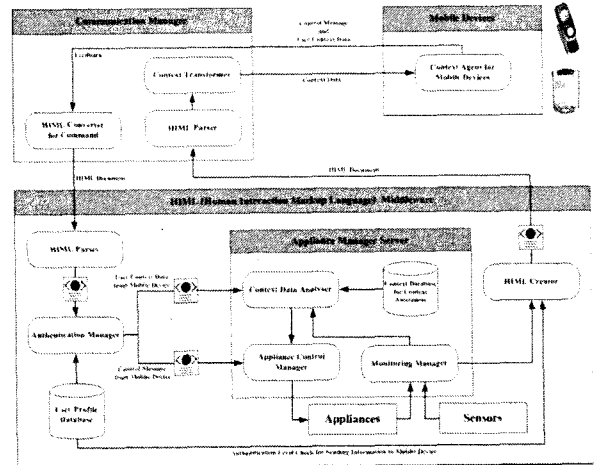 Communication Manager
Mobile Devices
Control Message
and
User Context Data
Feedback
Context Transformer
Context Data
Context Agent for
Mobile Devices
HIML Converter
for Command
HIML Parser
HIML Document
HIML Document
HIML (Human Interaction Markup Language) Middleware
HIML Parser
Appliance Manager Server
User Context Data
from Mobile Device
Context Data Analyser
Context Database
for Context
Assessment
HIML Creator
Authentication Manager
Control Message
from Mobile Device
Appliance Control
Manager
Monitoring Manager
User Profile
Database
Appliances
Sensors
Authentication Level Check for Sending Information to Mobile Device